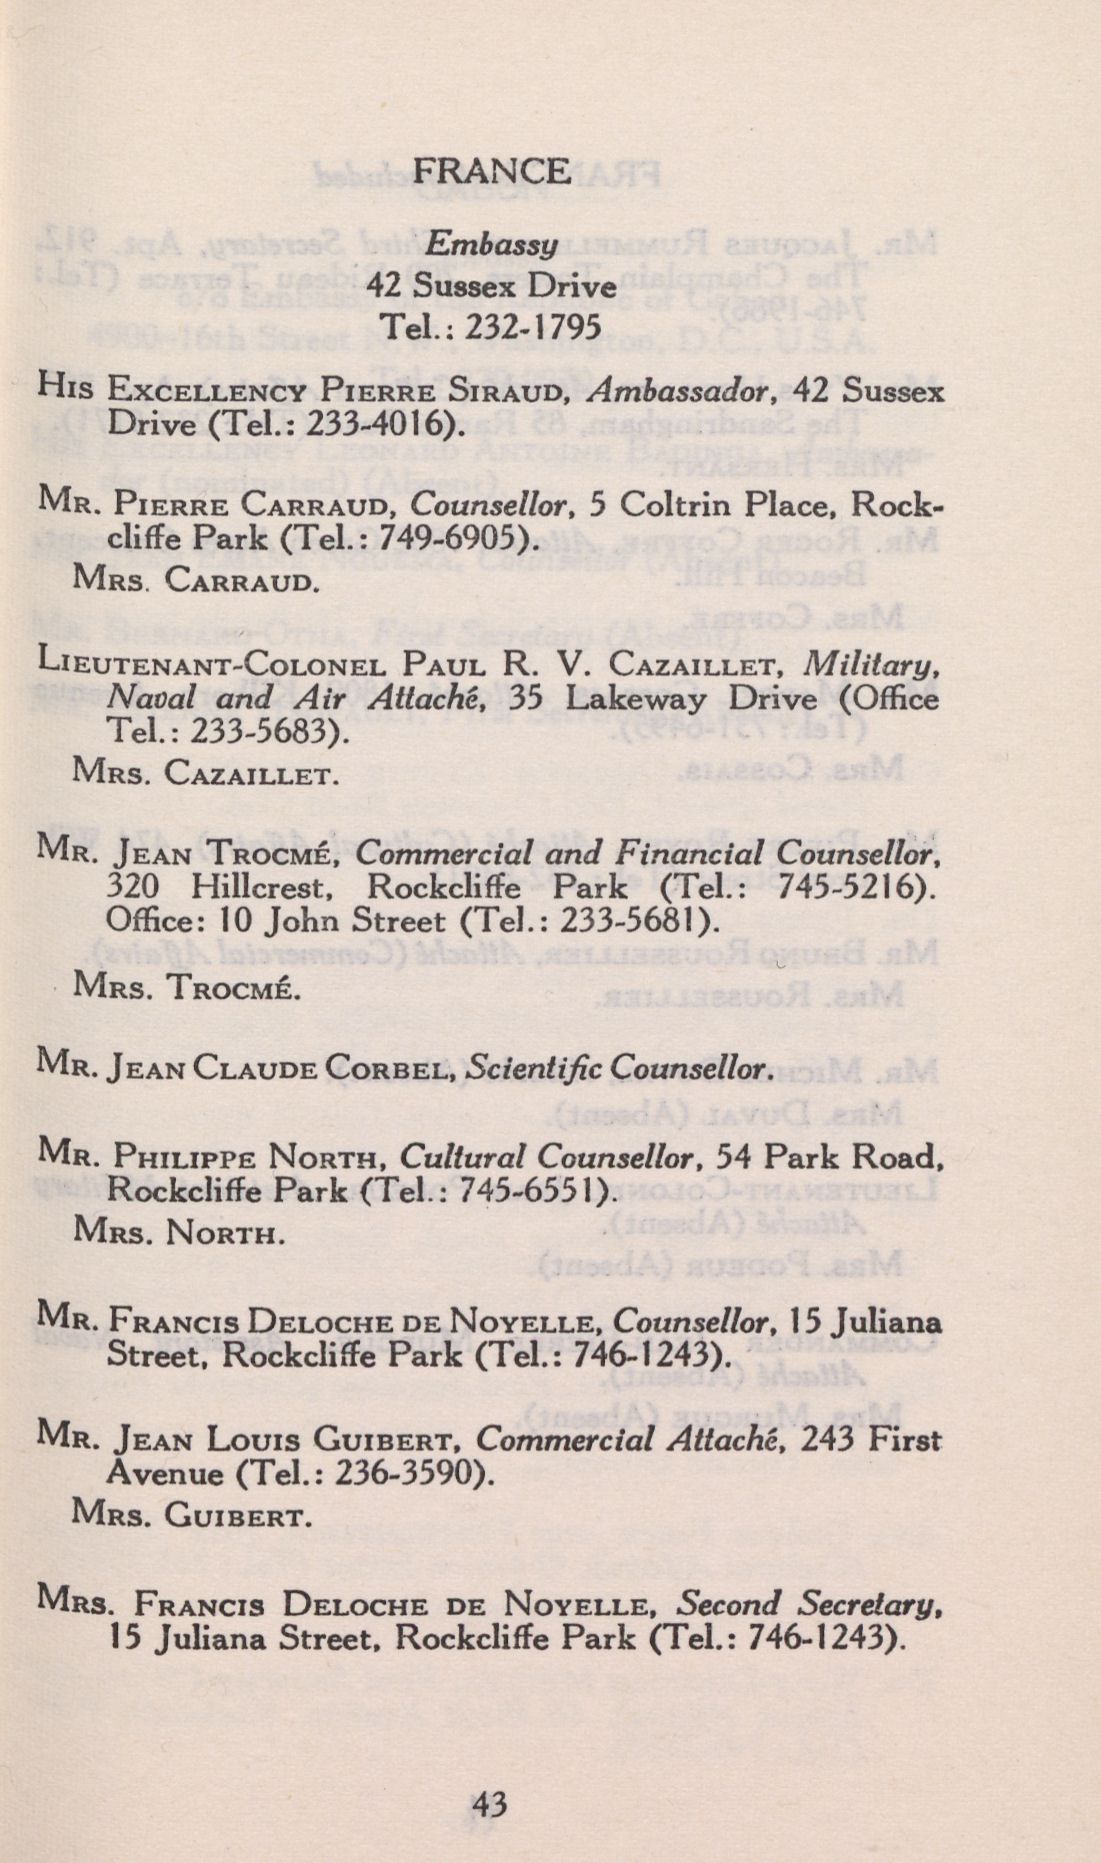 FRANCE
Embassy
42 Sussex Drive
Tel.: 232-1795
HIS EXCELLENCY PIERRE SIRAUD, Ambassador, 42 Sussex
Drive (Tel.: 233-4016).
MR. PIERRE CARRAUD, Counsellor, 5 Coltrin Place, Rock-
cliffe Park (Tel.: 749-6905).
MRS. CARRAUD.
LIEUTENANT-COLONEL PAUL R. V. CAZAILLET, Military,
Naval and Air Attaché, 35 Lakeway Drive (Office
Tel.: 233-5683).
MRS. CAZAILLET.
MR. JEAN TROCMÉ, Commercial and Financial Counsellor,
320 Hillcrest, Rockcliffe Park (Tel.: 745-5216).
Office: 10 John Street (Tel.: 233-5681).
MRS. TROCMÉ.
MR. JEAN CLAUDE CORBEL, Scientific Counsellor.
MR. PHILIPPE NORTH, Cultural Counsellor, 54 Park Road,
Rockcliffe Park (Tel.: 745-6551).
MRS. NORTH.
MR. FRANCIS DELOCHE DE NOYELLE, Counsellor, 15 Juliana
Street, Rockcliffe Park (Tel.: 746-1243).
MR. JEAN LOUIS GUIBERT, Commercial Attaché, 243 First
Avenue (Tel.: 236-3590).
MRS. GUIBERT.
MRS. FRANCIS DELOCHE DE NOYELLE, Second Secretary,
15 Juliana Street, Rockcliffe Park (Tel.: 746-1243).
43